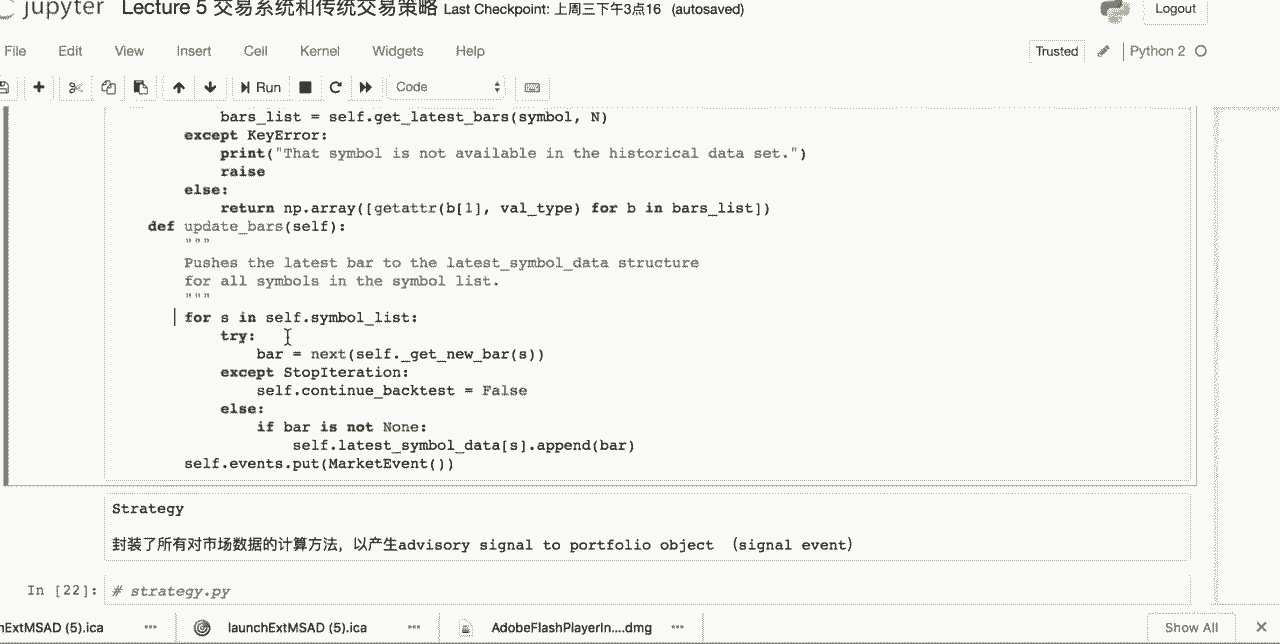 jupyter Lecture 5 交易系统和传统交易策略 Last Checkpoint: 上周三下午3点16 (autosaved) Logout
File Edit View Insert Cell Kernel Widgets Help Trusted Python 2
Run Code
bars_list = self.get_latest_bars(symbol, N)
except KeyError:
print("That symbol is not available in the historical data set.")
raise
else:
return np.array([getattr(b[1], val_type) for b in bars_list])
def update_bars(self):
"""
Pushes the latest bar to the latest_symbol_data structure
for all symbols in the symbol list.
"""
for s in self.symbol_list:
try:
bar = next(self._get_new_bar(s))
except StopIteration:
self.continue_backtest = False
else:
if bar is not None:
self.latest_symbol_data[s].append(bar)
self.events.put(MarketEvent())
Strategy
封装了所有对市场数据的计算方法，以产生advisory signal to portfolio object （signal event）
In [22]: # strategy.py
nExtMSAD (5).ica launchExtMSAD (5).ica AdobeFlashPlayerIn....dmg Show All